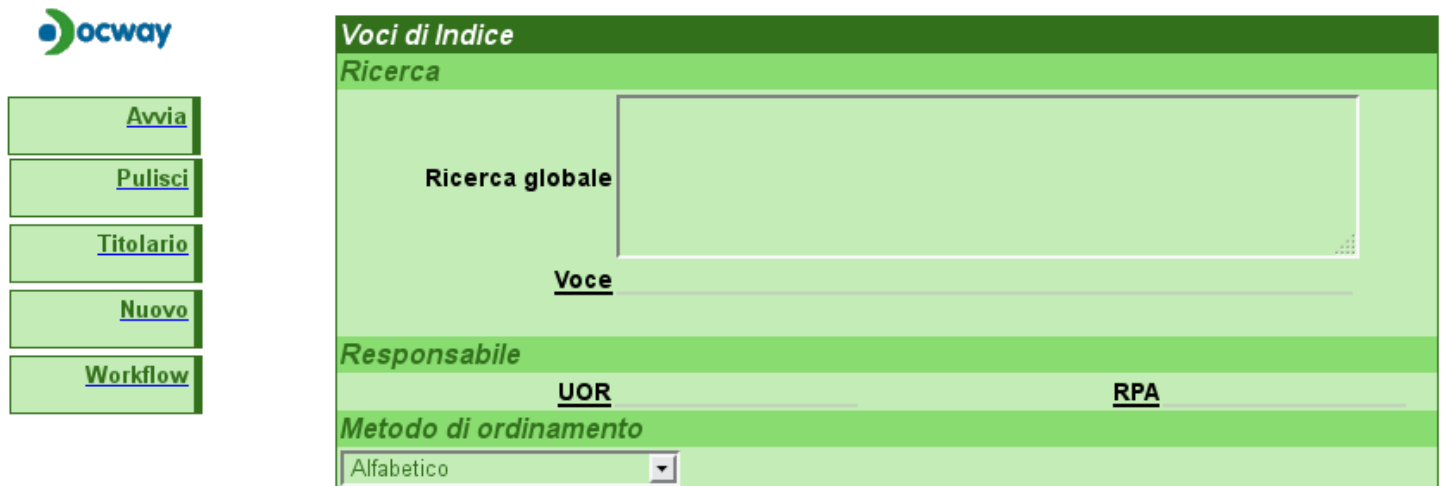 ocway
Avvia
Pulisci
Titolario
Nuovo
Workflow
Voci di Indice
Ricerca
Ricerca globale
Voce
Responsabile
UOR RPA
Metodo di ordinamento
Alfabetico